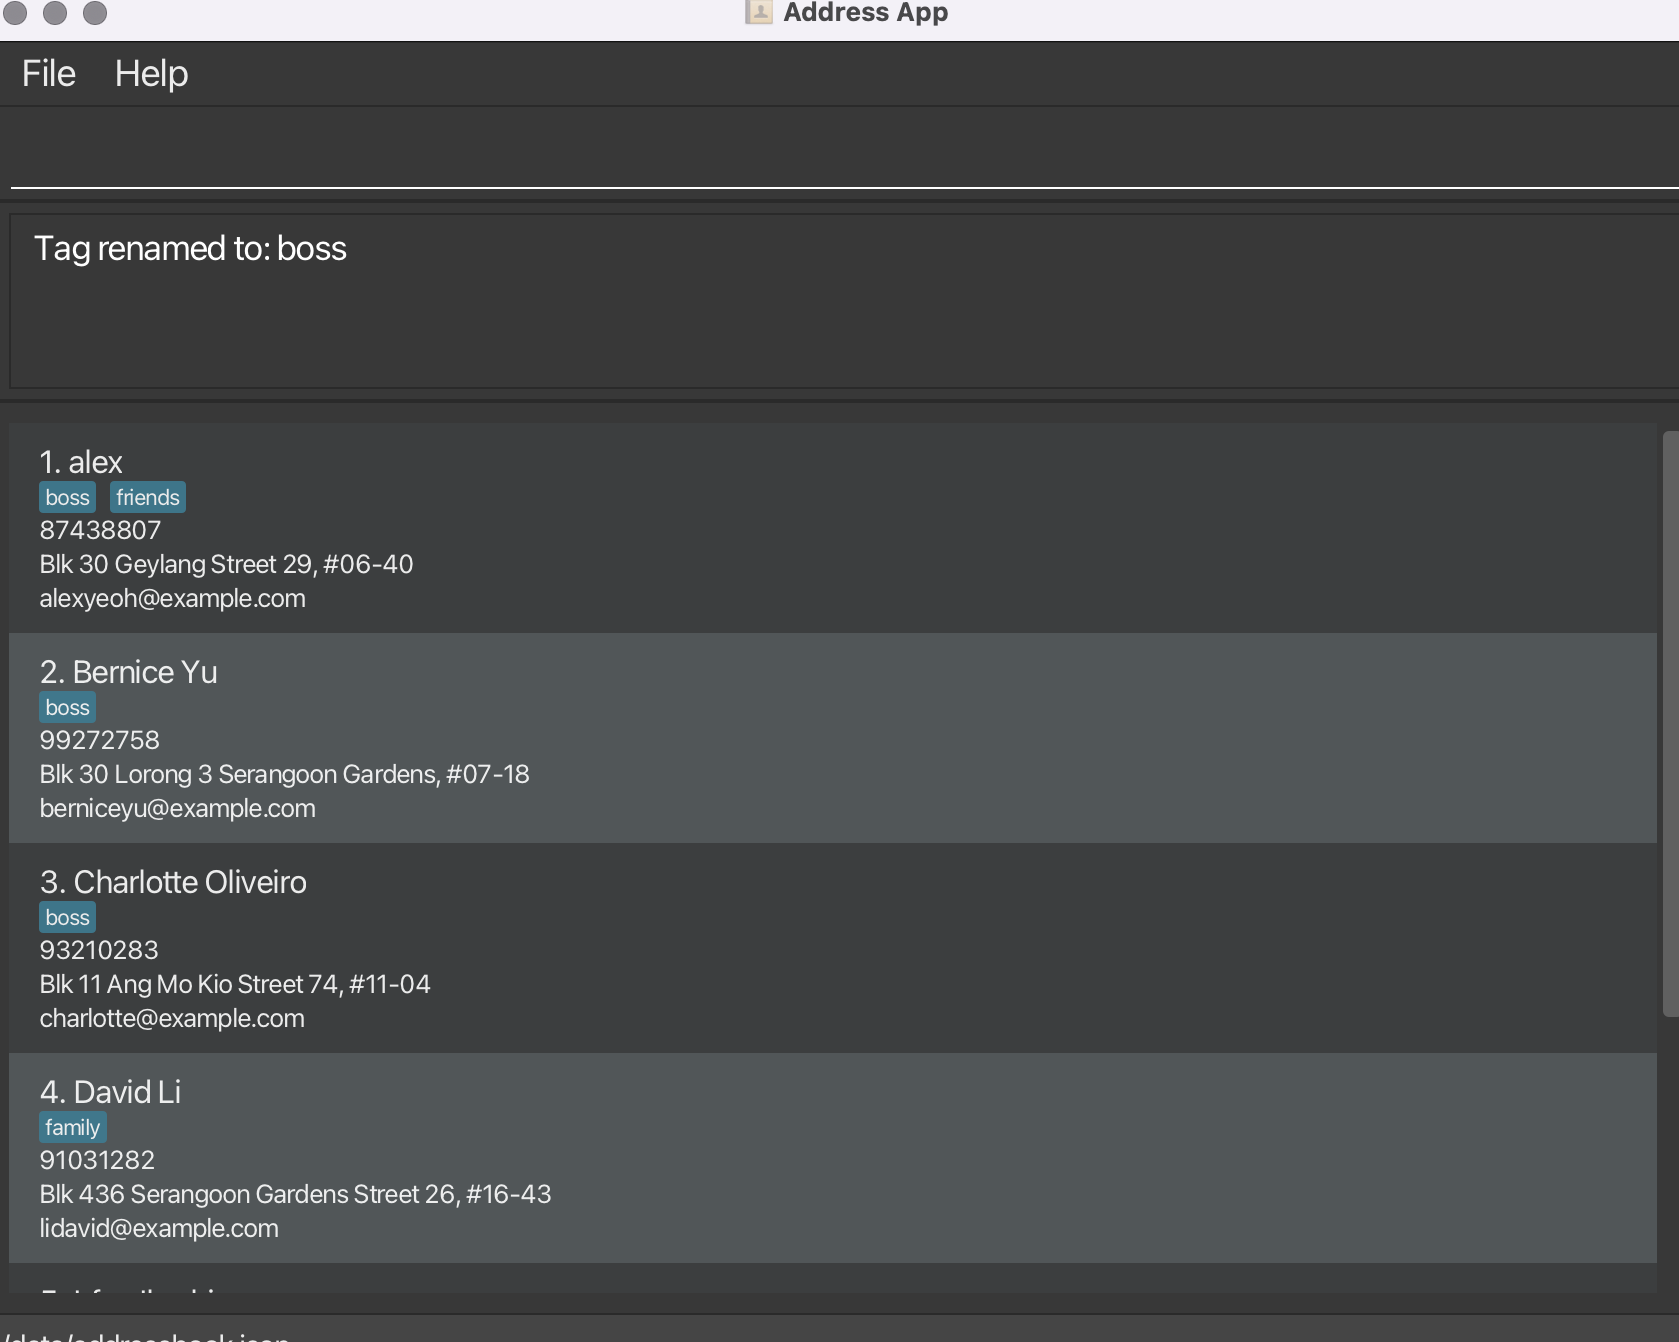 Address App
File Help
Tag renamed to: boss
1. alex
boss friends
87438807
Blk 30 Geylang Street 29, #06-40
alexyeoh@example.com
2. Bernice Yu
boss
99272758
Blk 30 Lorong 3 Serangoon Gardens, #07-18
berniceyu@example.com
3. Charlotte Oliveiro
boss
93210283
Blk 11 Ang Mo Kio Street 74, #11-04
charlotte@example.com
4. David Li
family
91031282
Blk 436 Serangoon Gardens Street 26, #16-43
lidavid@example.com
/data/addressbook.json